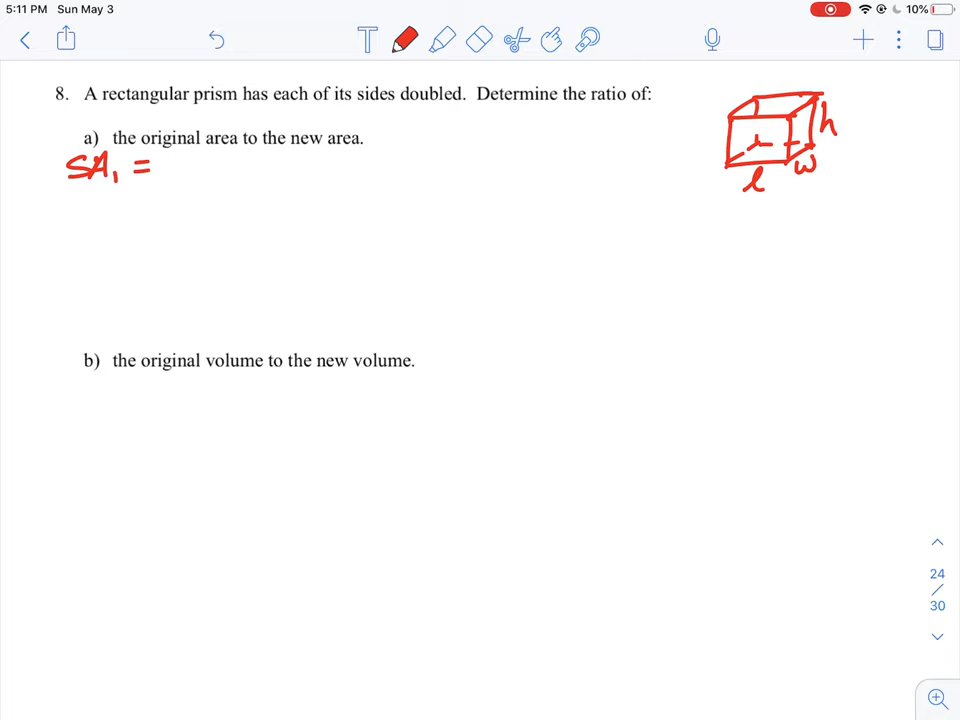 5:11 PM Sun May 3 10%
T
8. A rectangular prism has each of its sides doubled. Determine the ratio of:
a) the original area to the new area.
SA₁ =
h
w
l
b) the original volume to the new volume.
24
/
30